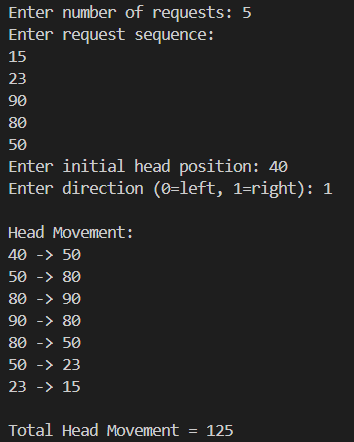 Enter number of requests: 5
Enter request sequence:
15
23
90
80
50
Enter initial head position: 40
Enter direction (0=left, 1=right): 1
Head Movement:
40 -> 50
50 -> 80
80 -> 90
90 -> 80
80 -> 50
50 -> 23
23 -> 15
Total Head Movement = 125